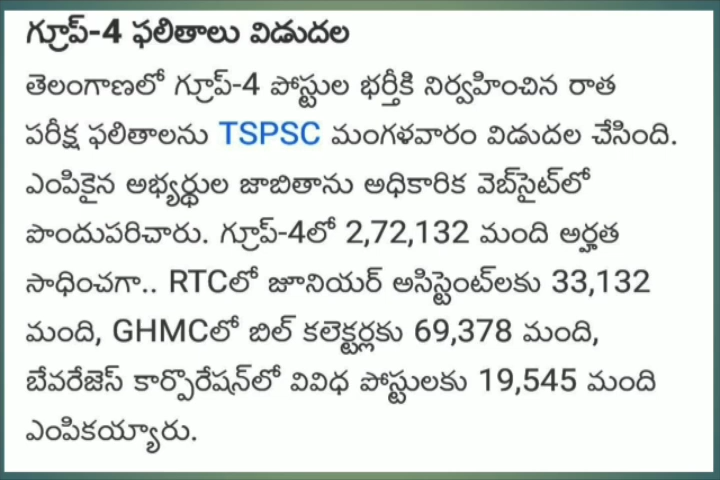 గ్రూప్-4 ఫలితాలు విడుదల
తెలంగాణలో గ్రూప్-4 పోస్టుల భర్తీకి నిర్వహించిన రాత
పరీక్ష ఫలితాలను TSPSC మంగళవారం విడుదల చేసింది.
ఎంపికైన అభ్యర్థుల జాబితాను అధికారిక వెబ్‌సైట్‌లో
పొందుపరిచారు. గ్రూప్-4లో 2,72,132 మంది అర్హత
సాధించగా.. RTCలో జూనియర్ అసిస్టెంట్‌లకు 33,132
మంది, GHMCలో బిల్ కలెక్టర్లకు 69,378 మంది,
బేవరేజెస్ కార్పొరేషన్‌లో వివిధ పోస్టులకు 19,545 మంది
ఎంపికయ్యారు.